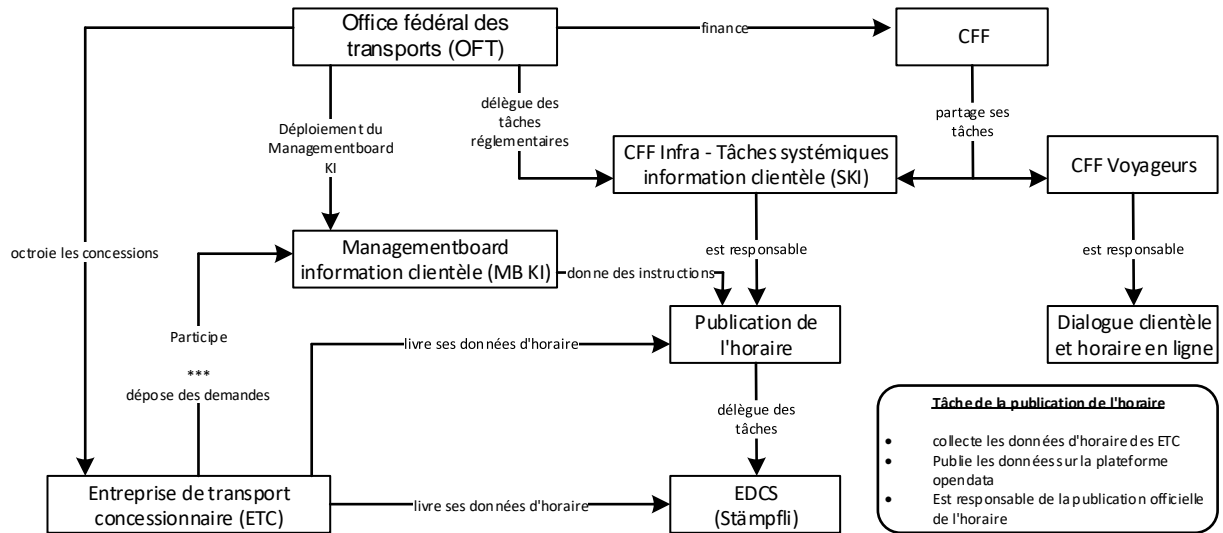 Office fédéral des
transports (OFT)
finance
CFF
délègue des
tâches
réglementaires
partage ses
tâches
Déploiement du
Managementboard
KI
CFF Infra - Tâches systémiques
information clientèle (SKI)
CFF Voyageurs
octroie les concessions
Managementboard
information clientèle (MB KI)
est responsable
est responsable
donne des instructions
Publication de
l'horaire
Dialogue clientèle
et horaire en ligne
Participe
***
dépose des demandes
livre ses données d'horaire
délègue des
tâches
Tâche de la publication de l'horaire
• collecte les données d'horaire des ETC
• Publie les données sur la plateforme
opendata
• Est responsable de la publication officielle
de l'horaire
Entreprise de transport
concessionnaire (ETC)
livre ses données d'horaire
EDCS
(Stämpfli)